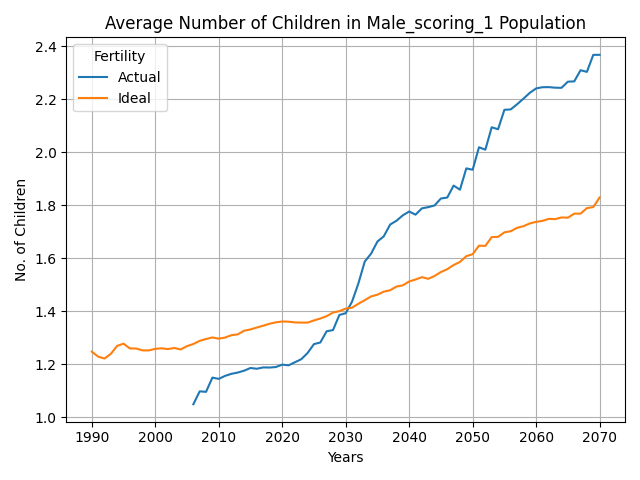 Average Number of Children in Male_scoring_1 Population
Fertility
Actual
Ideal
No. of Children
2.4
2.2
2.0
1.8
1.6
1.4
1.2
1.0
1990 2000 2010 2020 2030 2040 2050 2060 2070
Years